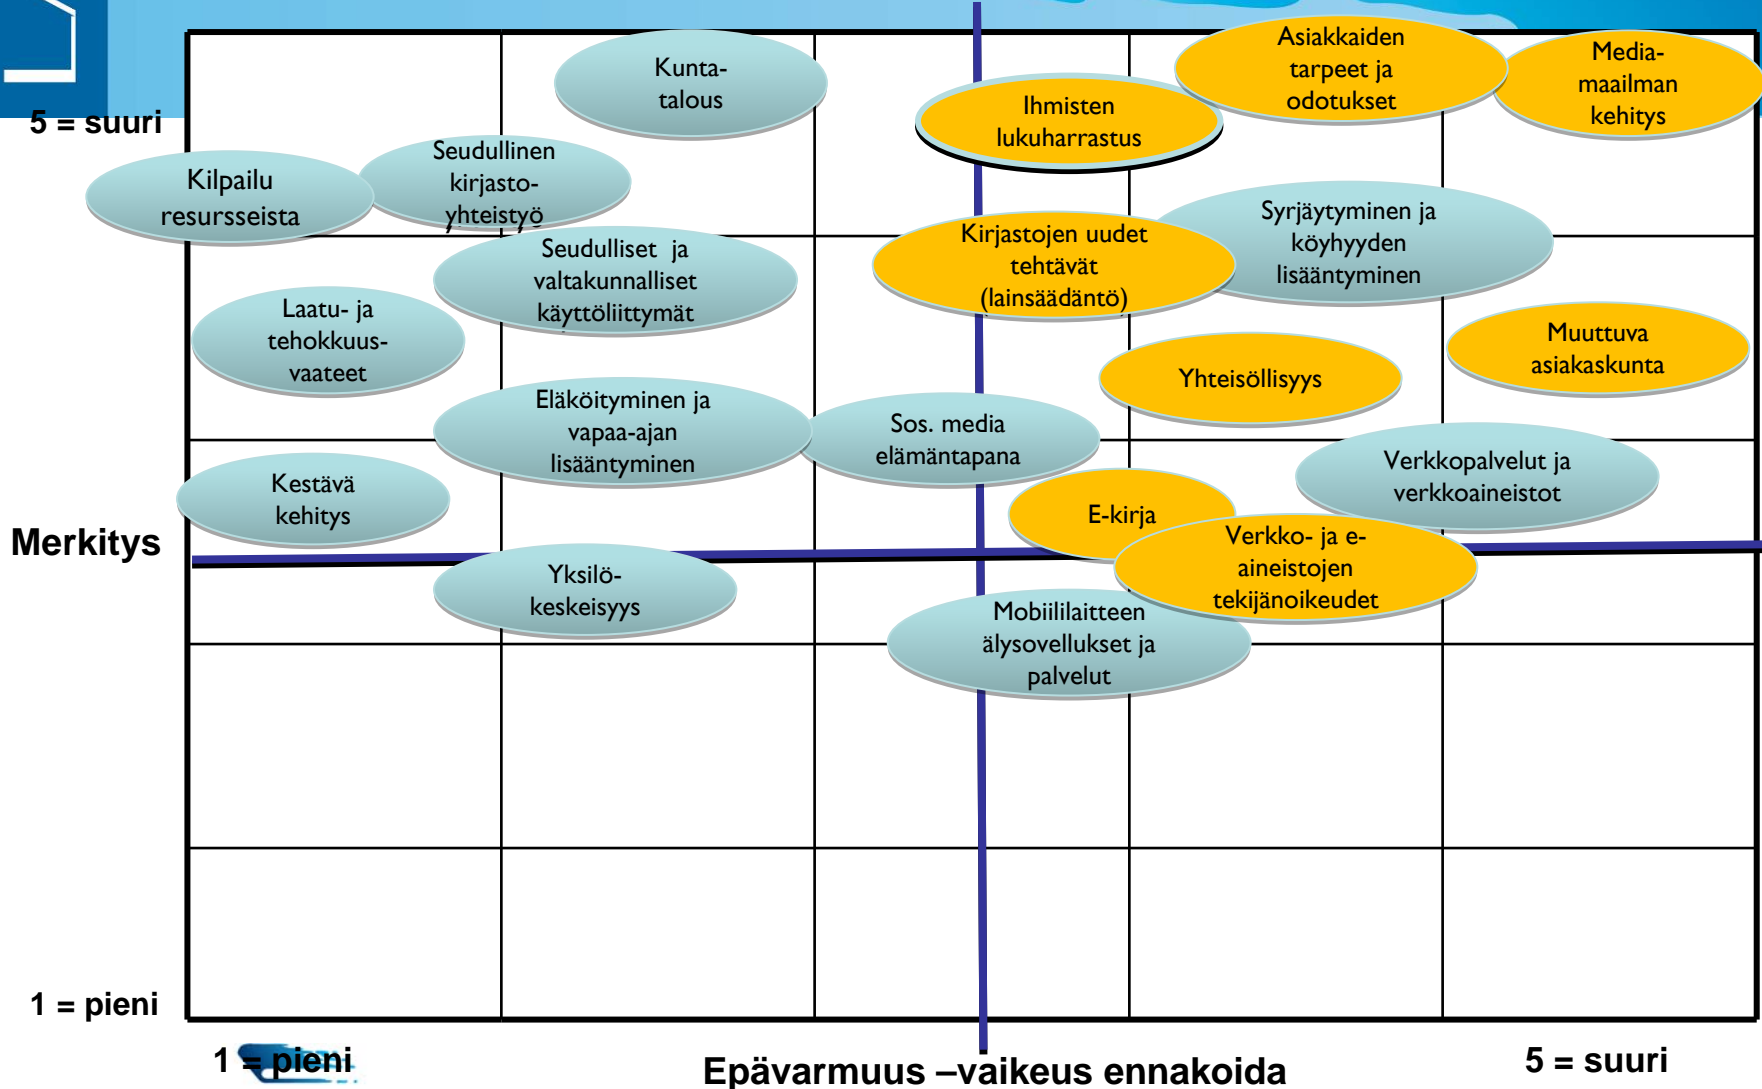 5 = suuri
Kunta-
talous
Ihmisten
lukuharrastus
Asiakkaiden
tarpeet ja
odotukset
Media-
maailman
kehitys
Kilpailu
resursseista
Seudullinen
kirjasto-
yhteistyö
Seudulliset ja
valtakunnalliset
käyttöliittymät
Kirjastojen uudet
tehtävät
(lainsäädäntö)
Syrjäytyminen ja
köyhyyden
lisääntyminen
Laatu- ja
tehokkuus-
vaateet
Yhteisöllisyys
Muuttuva
asiakaskunta
Eläköityminen ja
vapaa-ajan
lisääntyminen
Sos. media
elämäntapana
Verkkopalvelut ja
verkkoaineistot
Kestävä
kehitys
E-kirja
Merkitys
Verkko- ja e-
aineistojen
tekijänoikeudet
Yksilö-
keskeisyys
Mobiililaitteen
älysovellukset ja
palvelut
1 = pieni
1 = pieni
Epävarmuus –vaikeus ennakoida
5 = suuri